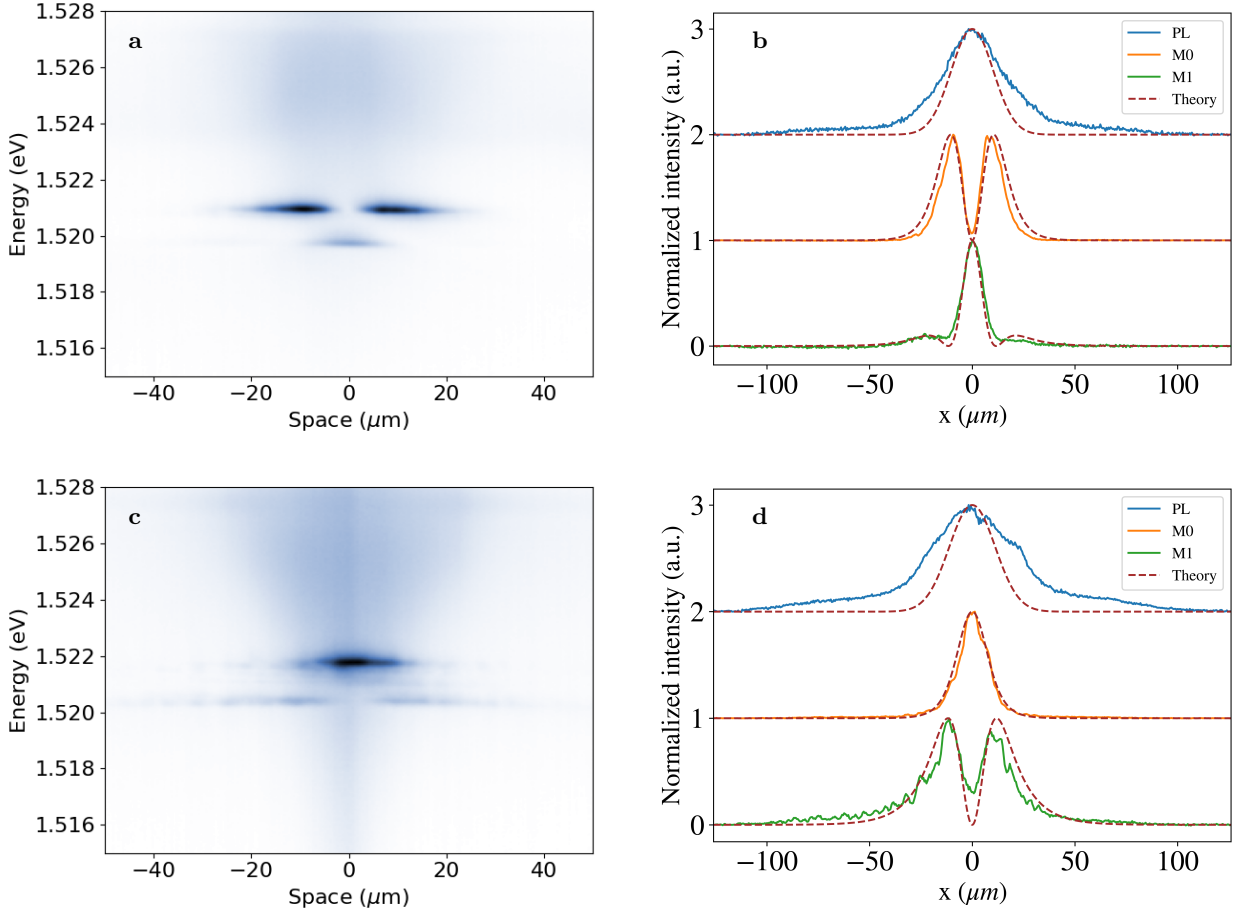 a
1.528
1.526
1.524
1.522
1.520
1.518
1.516
Energy (eV)
−40 −20 0 20 40
Space (μm)
b
3
2
1
0
Normalized intensity (a.u.)
−100 −50 0 50 100
x (μm)
PL
M0
M1
Theory
c
1.528
1.526
1.524
1.522
1.520
1.518
1.516
Energy (eV)
−40 −20 0 20 40
Space (μm)
d
3
2
1
0
Normalized intensity (a.u.)
−100 −50 0 50 100
x (μm)
PL
M0
M1
Theory